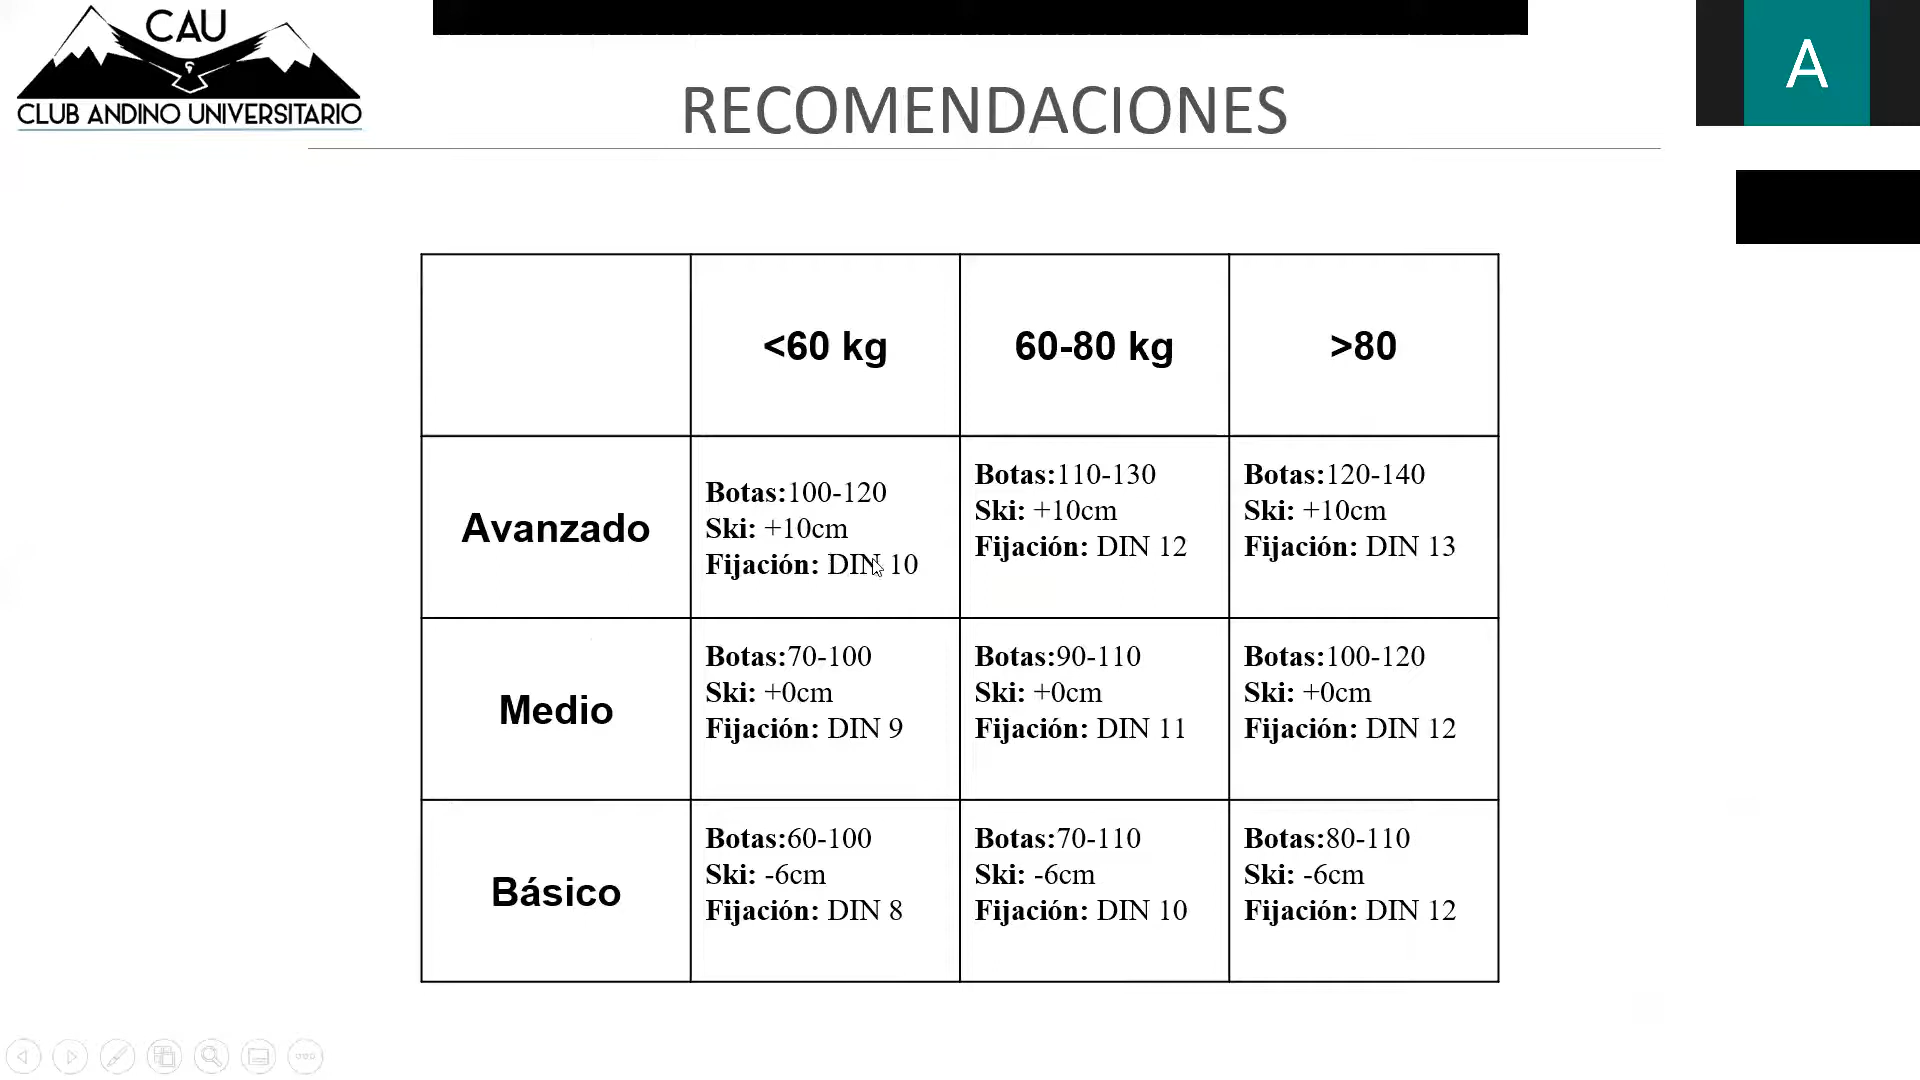 CAU
CLUB ANDINO UNIVERSITARIO
A
RECOMENDACIONES
<60 kg
60-80 kg
>80
Avanzado
Botas:100-120
Ski: +10cm
Fijación: DIN 10
Botas:110-130
Ski: +10cm
Fijación: DIN 12
Botas:120-140
Ski: +10cm
Fijación: DIN 13
Medio
Botas:70-100
Ski: +0cm
Fijación: DIN 9
Botas:90-110
Ski: +0cm
Fijación: DIN 11
Botas:100-120
Ski: +0cm
Fijación: DIN 12
Básico
Botas:60-100
Ski: -6cm
Fijación: DIN 8
Botas:70-110
Ski: -6cm
Fijación: DIN 10
Botas:80-110
Ski: -6cm
Fijación: DIN 12